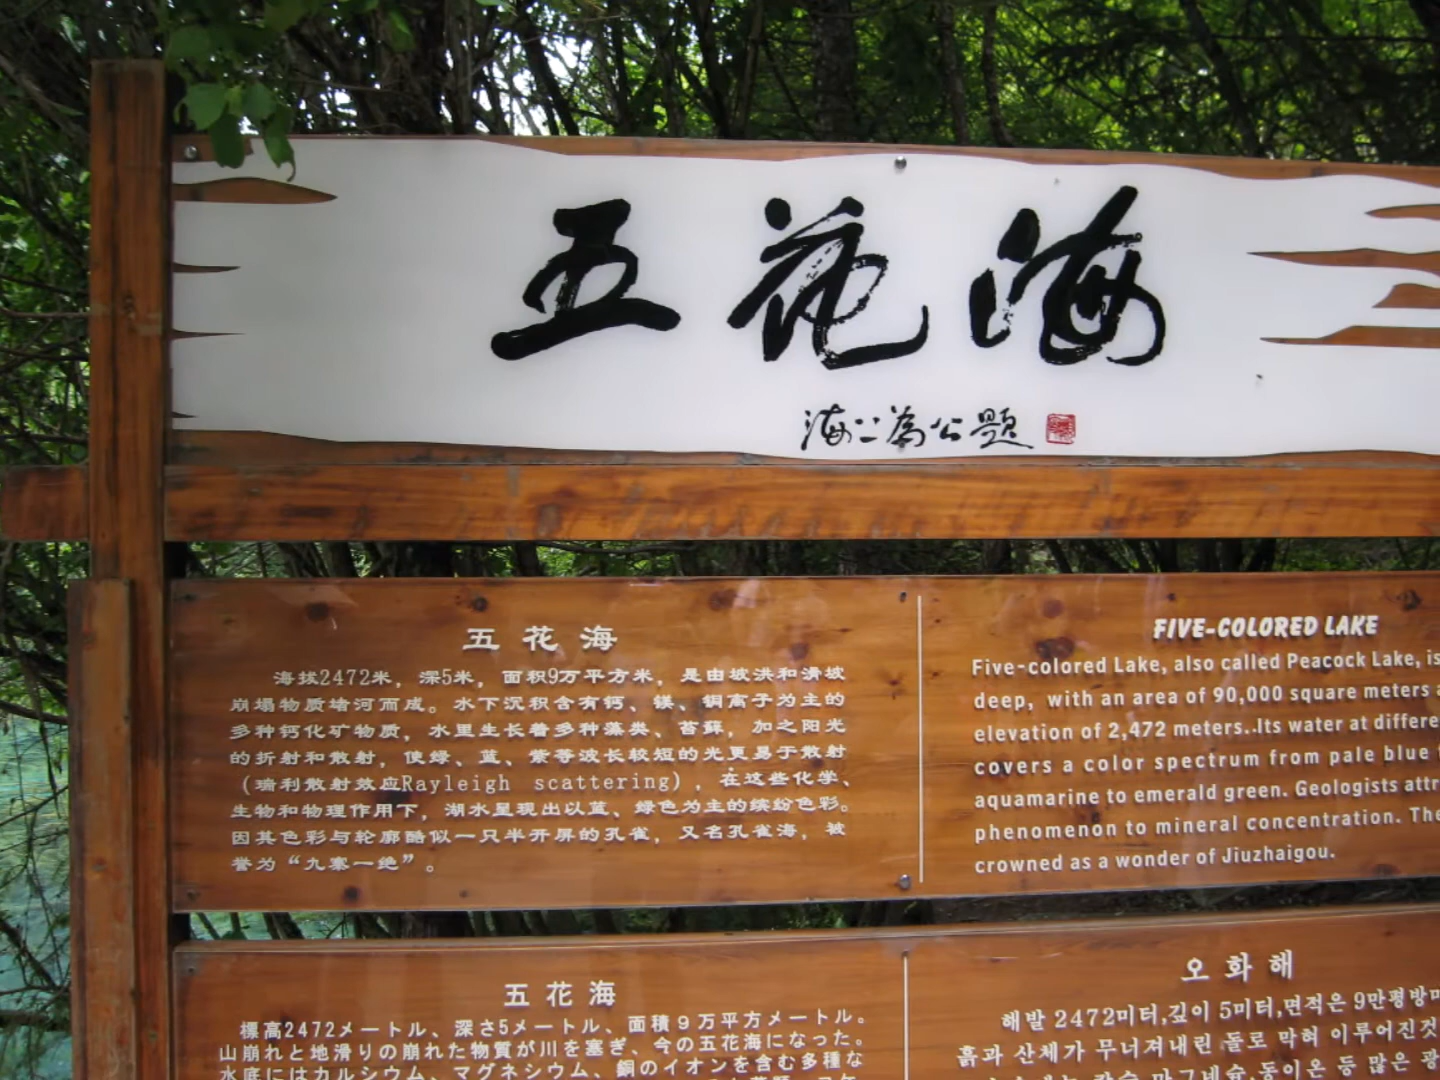 五花海
五花海
海拔2472米，深5米，面积9万平方米，是由坡洪和滑坡
崩塌物质堵河而成。水下沉积含有钙、镁、铜离子为主的
多种钙化矿物质，水里生长着多种藻类、苔藓，加之阳光
的折射和散射，使绿、蓝、紫等波长较短的光更易于散射
（瑞利散射效应Rayleigh scattering），在这些化学、
生物和物理作用下，湖水呈现出以蓝、绿色为主的缤纷色彩。
因其色彩与轮廓酷似一只半开屏的孔雀，又名孔雀海，被
誉为“九寨一绝”。
FIVE-COLORED LAKE
Five-colored Lake, also called Peacock Lake, is
deep, with an area of 90,000 square meters
elevation of 2,472 meters..Its water at
covers a color spectrum from pale blue
aquamarine to emerald green. Geologists
phenomenon to mineral concentration.
crowned as a wonder of Jiuzhaigou.
五花海
標高2472メートル、深さ5メートル、面積９万平方メートル。
山崩れと地滑りの崩れた物質が川を塞ぎ、今の五花海になった。
水底にはカルシウム、マグネシウム、銅のイオンを含む多種な
오화해
해발 2472미터,깊이 5미터,면적은 9만평방미
흙과 산체가 무너져내린 돌로 막혀 이루어진것